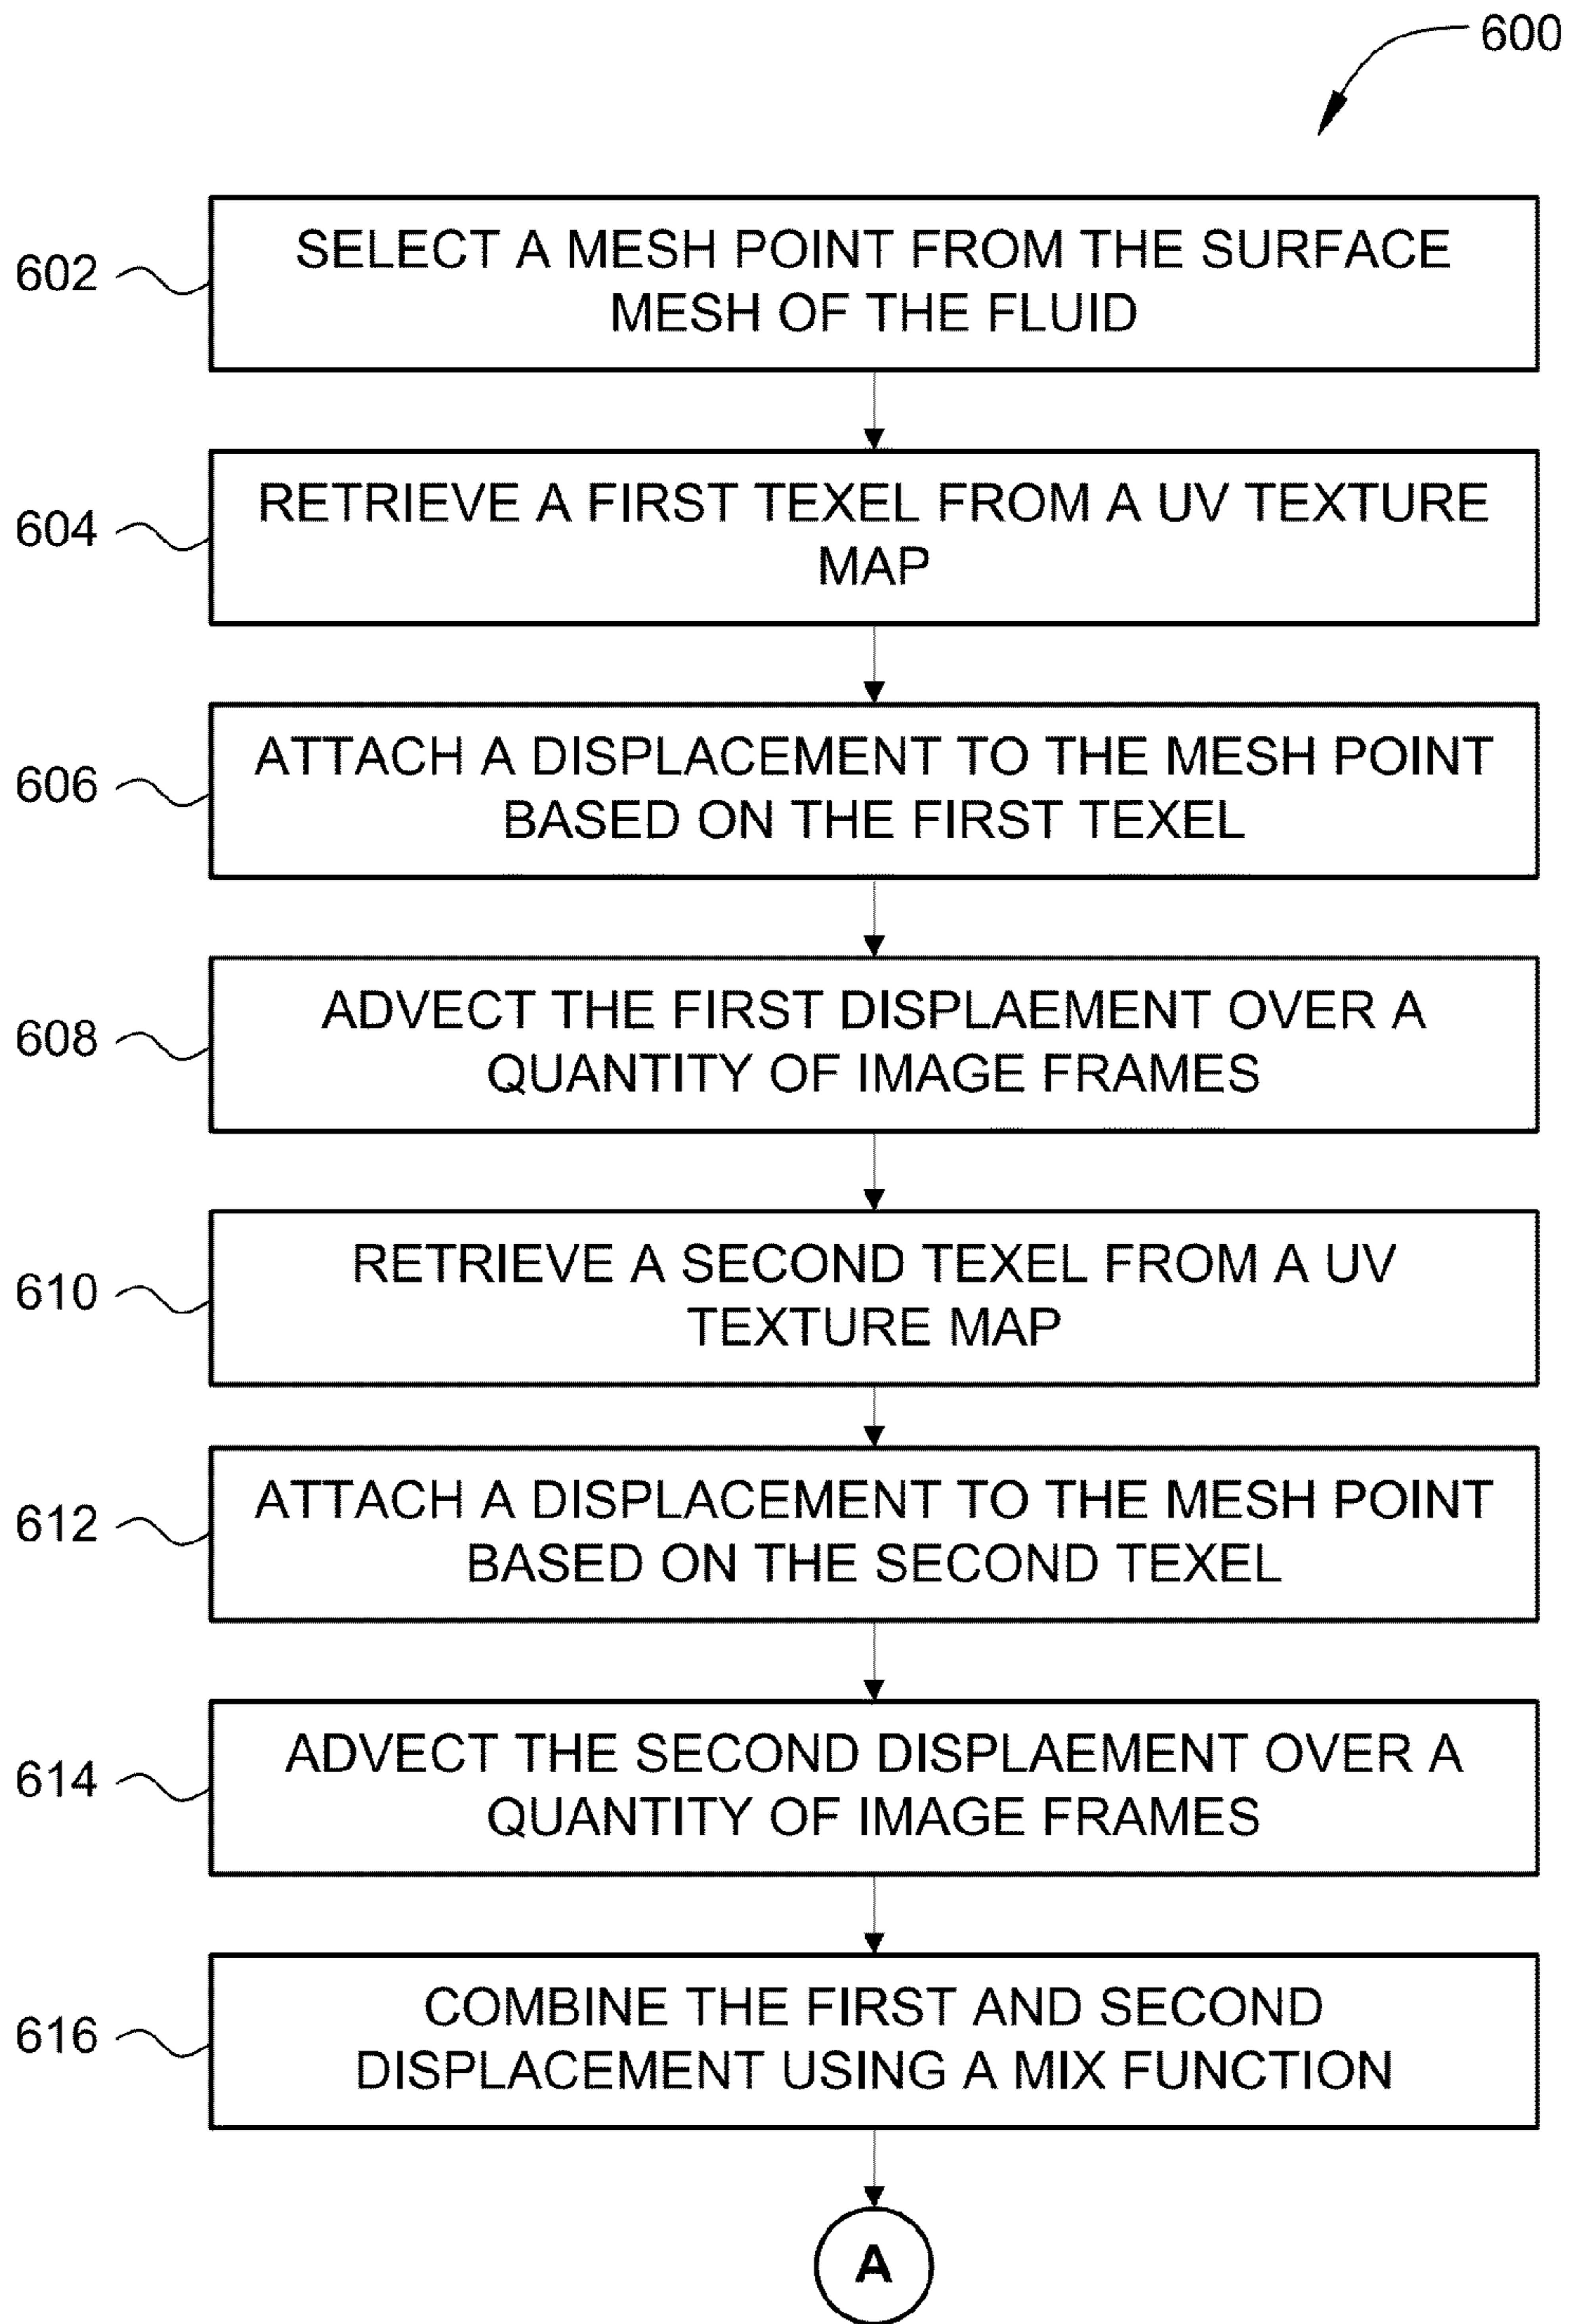 600
602
SELECT A MESH POINT FROM THE SURFACE
MESH OF THE FLUID
604
RETRIEVE A FIRST TEXEL FROM A UV TEXTURE
MAP
606
ATTACH A DISPLACEMENT TO THE MESH POINT
BASED ON THE FIRST TEXEL
608
ADVECT THE FIRST DISPLAEMENT OVER A
QUANTITY OF IMAGE FRAMES
610
RETRIEVE A SECOND TEXEL FROM A UV
TEXTURE MAP
612
ATTACH A DISPLACEMENT TO THE MESH POINT
BASED ON THE SECOND TEXEL
614
ADVECT THE SECOND DISPLAEMENT OVER A
QUANTITY OF IMAGE FRAMES
616
COMBINE THE FIRST AND SECOND
DISPLACEMENT USING A MIX FUNCTION
A